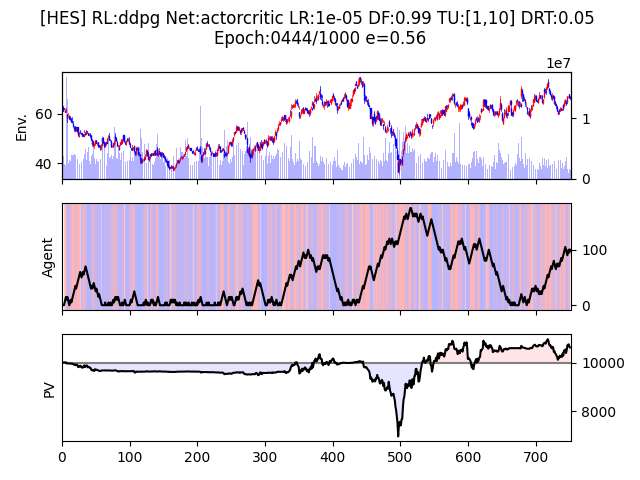 [HES] RL:ddpg Net:actorcritic LR:1e-05 DF:0.99 TU:[1,10] DRT:0.05
Epoch:0444/1000 e=0.56
1e7
Env.
60
40
1
0
Agent
100
0
PV
10000
8000
0 100 200 300 400 500 600 700